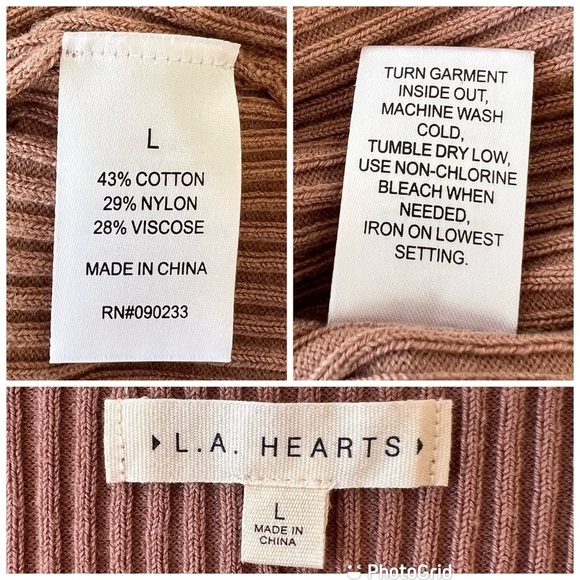 L
43% COTTON
29% NYLON
28% VISCOSE
MADE IN CHINA
RN#090233
TURN GARMENT
INSIDE OUT,
MACHINE WASH
COLD,
TUMBLE DRY LOW,
USE NON-CHLORINE
BLEACH WHEN
NEEDED,
IRON ON LOWEST
SETTING.
L.A. HEARTS
L
MADE IN
CHINA
PhotoGrid